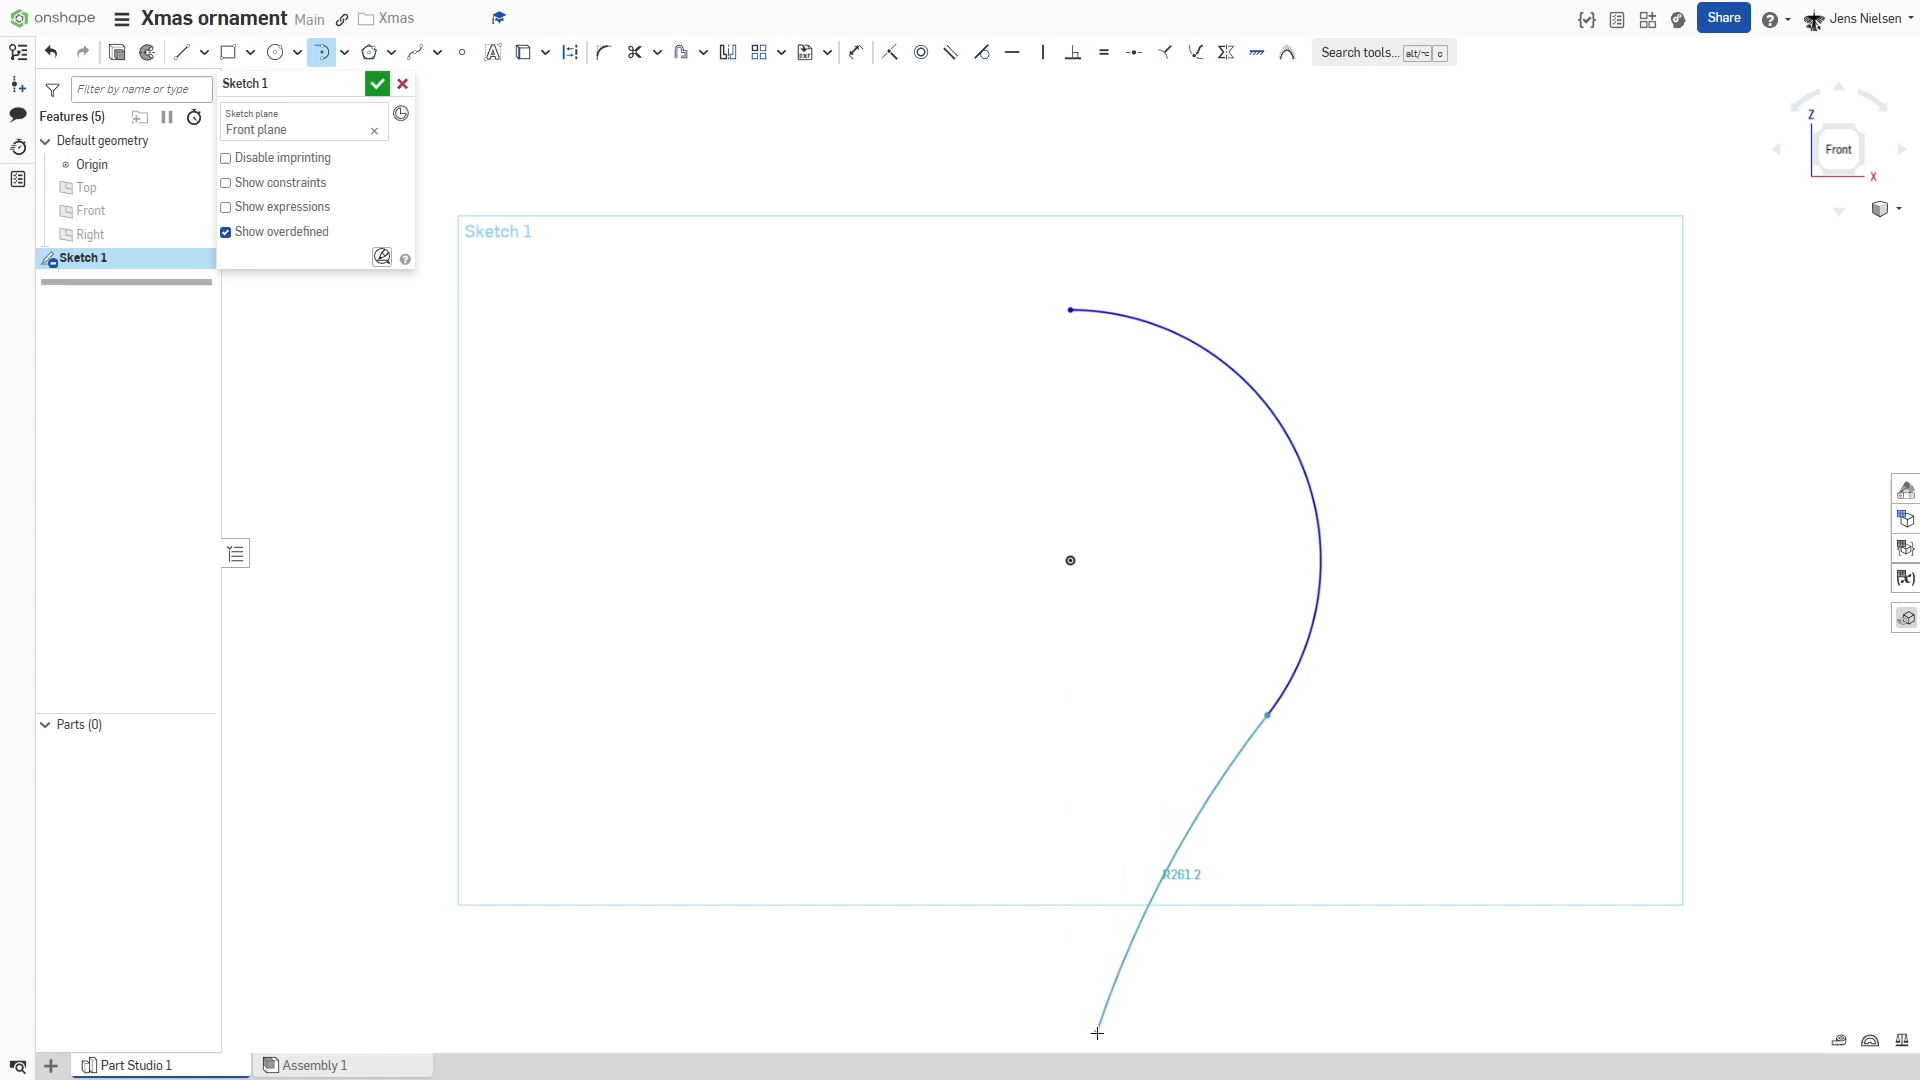 onshape Xmas ornament Main Xmas Share Jens Nielsen
Search tools... alt/⌥ c
Filter by name or type
Features (5)
Default geometry
Origin
Top
Front
Right
Sketch 1
Sketch 1
Sketch plane
Front plane
Disable imprinting
Show constraints
Show expressions
Show overdefined
Sketch 1
R261.2
Z
Front
X
Parts (0)
Part Studio 1
Assembly 1